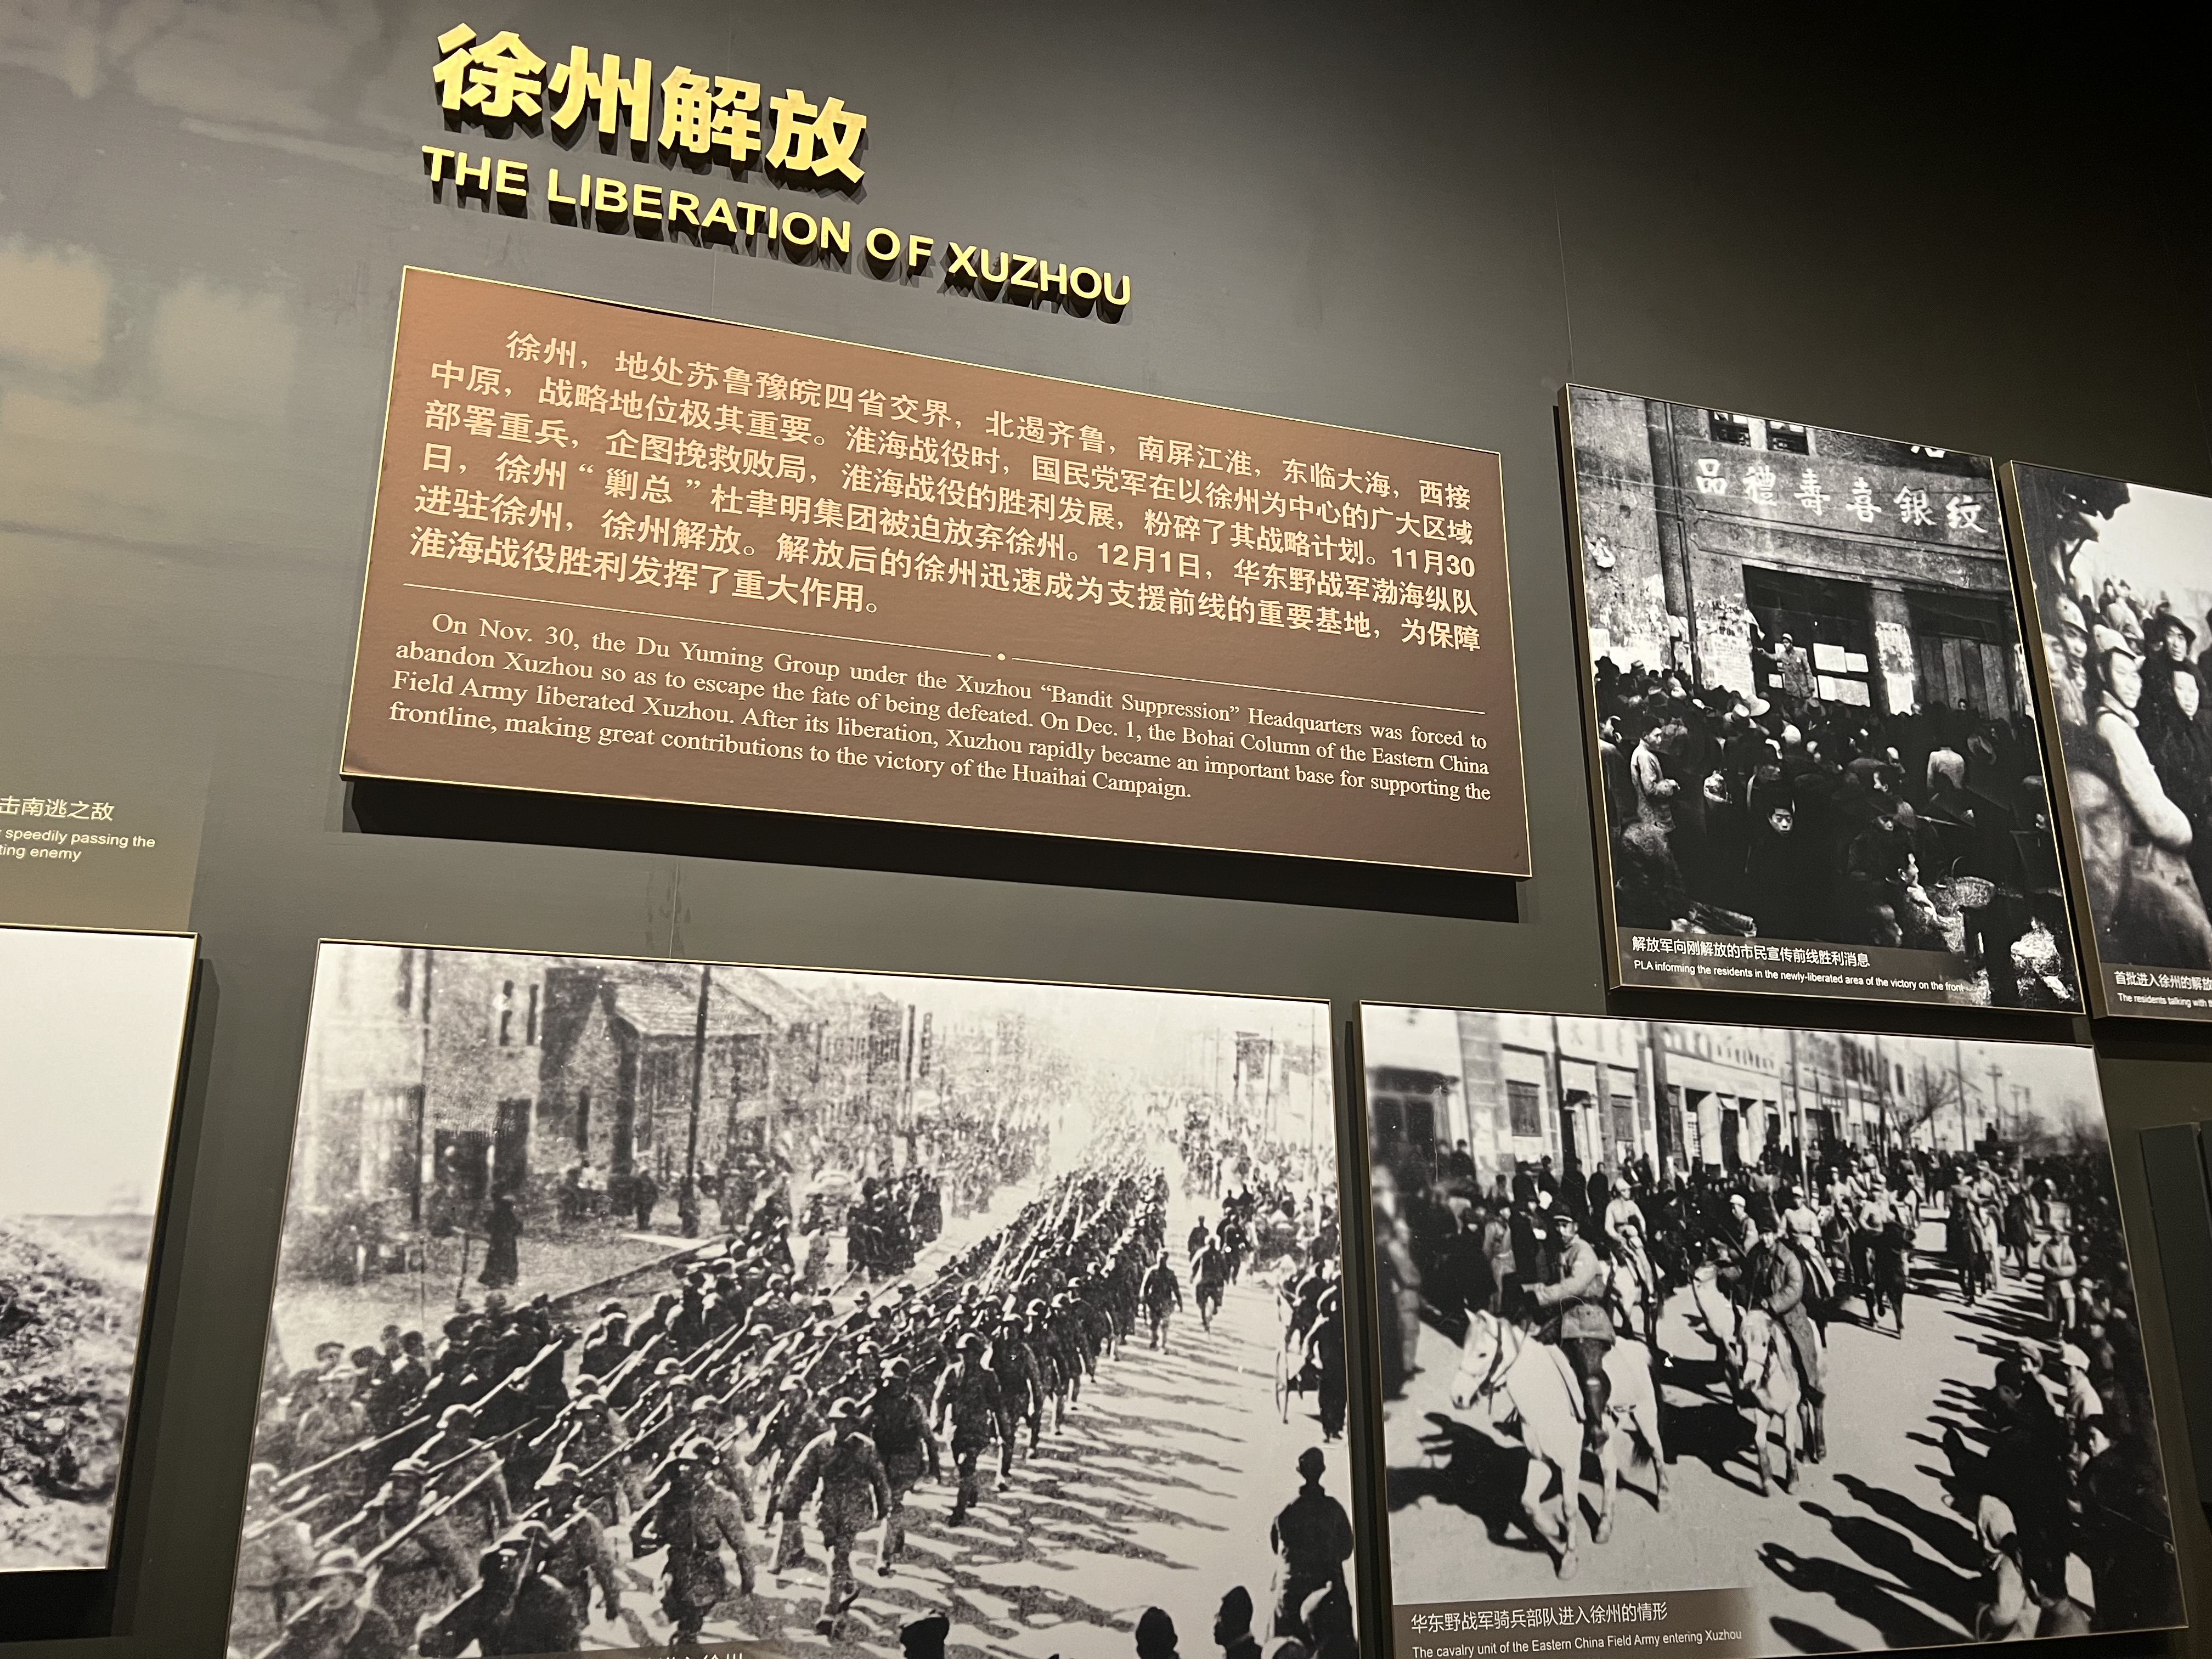 徐州解放
THE LIBERATION OF XUZHOU
徐州，地处苏鲁豫皖四省交界，北遏齐鲁，南屏江淮，东临大海，西接
中原，战略地位极其重要。淮海战役时，国民党军在以徐州为中心的广大区域
部署重兵，企图挽救败局，淮海战役的胜利发展，粉碎了其战略计划。11月30
日，徐州“剿总”杜聿明集团被迫放弃徐州。12月1日，华东野战军渤海纵队
进驻徐州，徐州解放。解放后的徐州迅速成为支援前线的重要基地，为保障
淮海战役胜利发挥了重大作用。
On Nov. 30, the Du Yuming Group under the Xuzhou “Bandit Suppression” Headquarters was forced to
abandon Xuzhou so as to escape the fate of being defeated. On Dec. 1, the Bohai Column of the Eastern China
Field Army liberated Xuzhou. After its liberation, Xuzhou rapidly became an important base for supporting the
frontline, making great contributions to the victory of the Huaihai Campaign.
击南逃之敌
speedily passing the
ting enemy
品禮壽喜銀紋
解放军向刚解放的市民宣传前线胜利消息
PLA informing the residents in the newly-liberated area of the victory on the front
首批进入徐州的解放
The residents talking with
华东野战军骑兵部队进入徐州的情形
The cavalry unit of the Eastern China Field Army entering Xuzhou